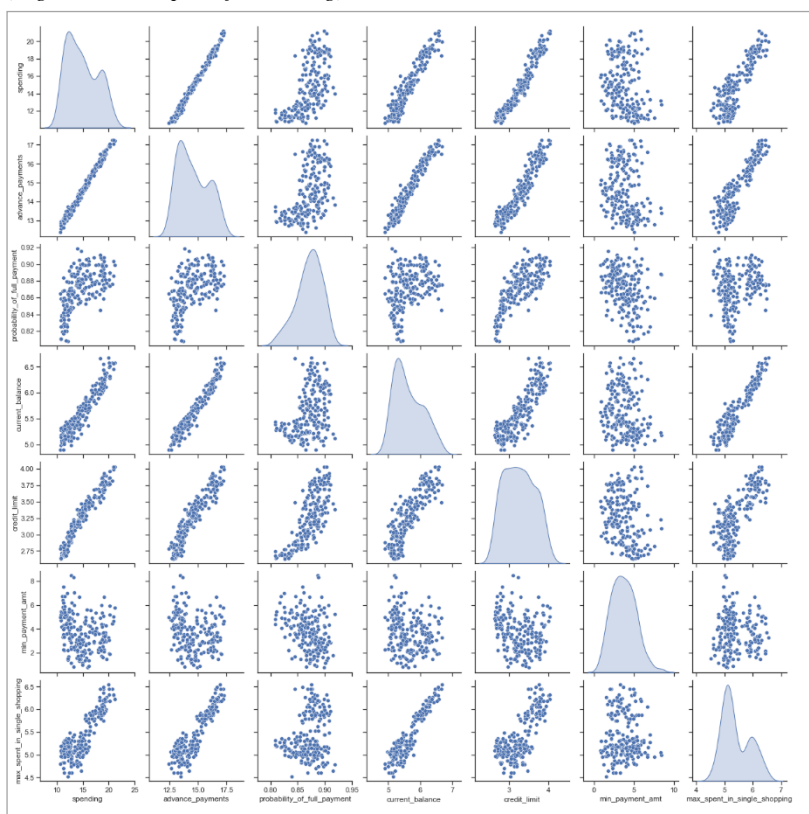 spending
20
18
16
14
12
advance_payments
17
16
15
14
13
probability_of_full_payment
0.92
0.90
0.88
0.86
0.84
0.82
current_balance
6.5
6.0
5.5
5.0
credit_limit
4.00
3.75
3.50
3.25
3.00
2.75
min_payment_amt
8
6
4
2
max_spent_in_single_shopping
6.5
6.0
5.5
5.0
4.5
10 15 20 25
12.5 15.0 17.5
0.80 0.85 0.90 0.95
5 6 7
3 4
0 5 10
4 5 6 7
spending
advance_payments
probability_of_full_payment
current_balance
credit_limit
min_payment_amt
max_spent_in_single_shopping